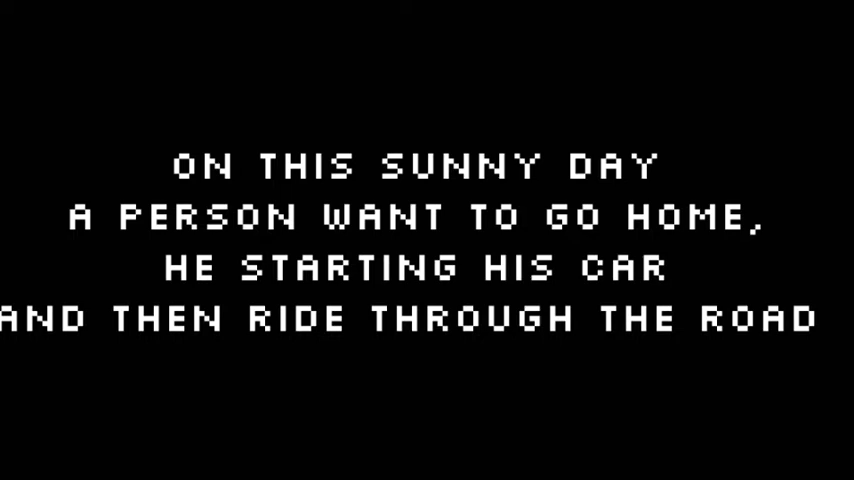 ON THIS SUNNY DAY
A PERSON WANT TO GO HOME,
HE STARTING HIS CAR
AND THEN RIDE THROUGH THE ROAD